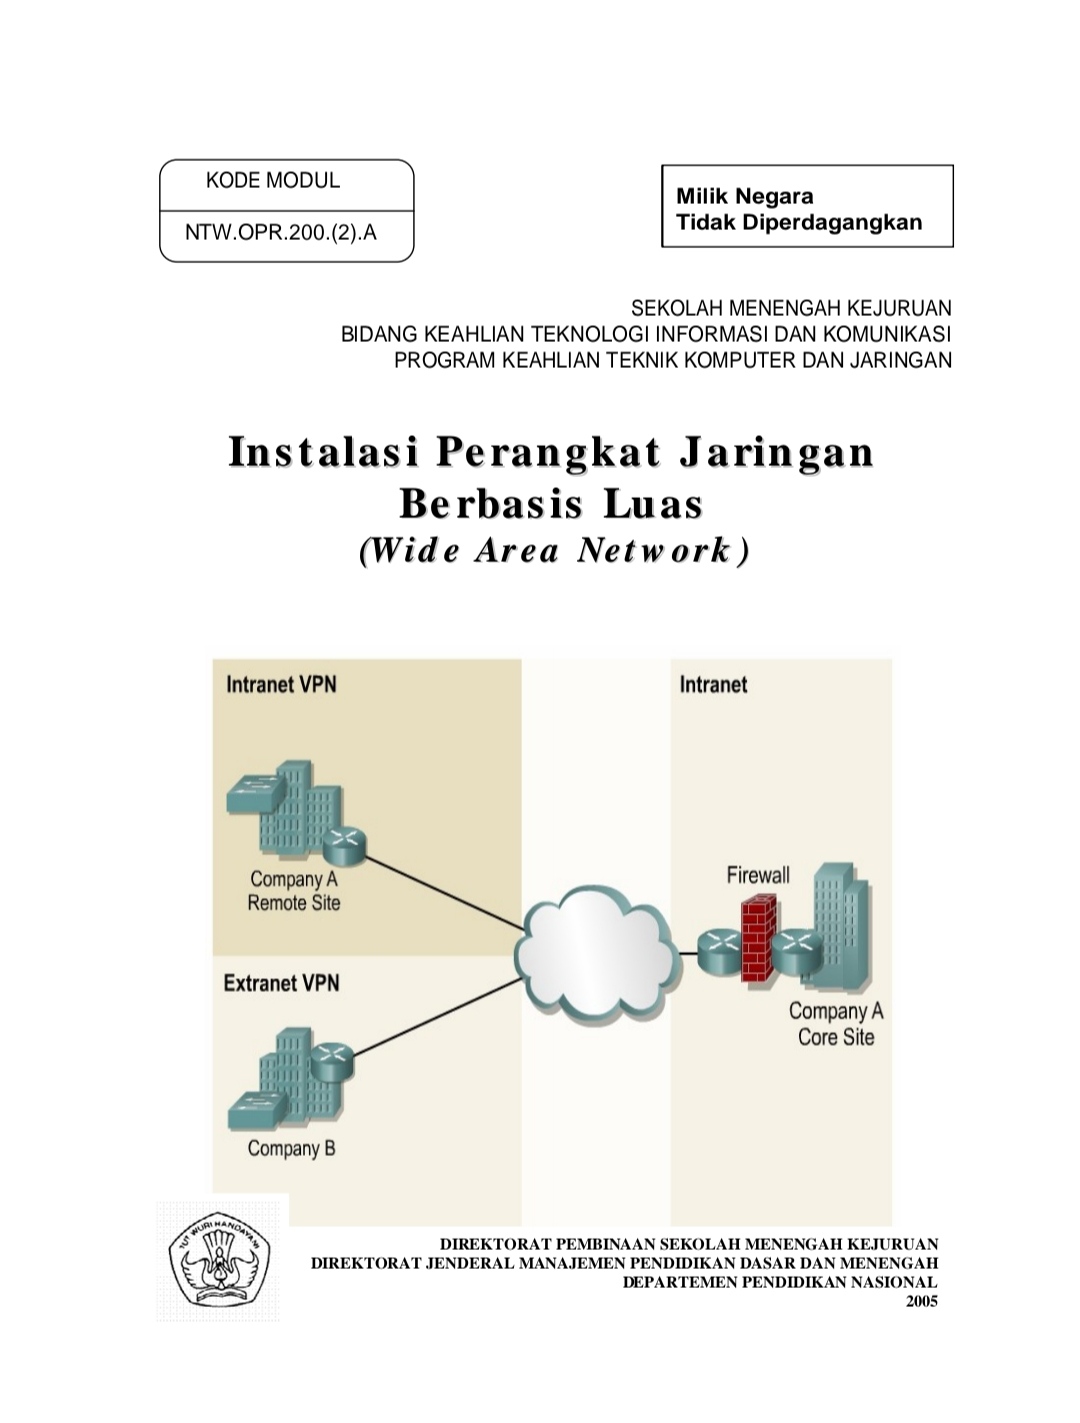 KODE MODUL
NTW.OPR.200.(2).A
Milik Negara
Tidak Diperdagangkan
SEKOLAH MENENGAH KEJURUAN
BIDANG KEAHLIAN TEKNOLOGI INFORMASI DAN KOMUNIKASI
PROGRAM KEAHLIAN TEKNIK KOMPUTER DAN JARINGAN
Instalasi Perangkat Jaringan
Berbasis Luas
(Wide Area Network)
Intranet VPN
Intranet
Company A
Remote Site
Firewall
Extranet VPN
Company A
Core Site
Company B
TUT WURI HANDAYANI
DIREKTORAT PEMBINAAN SEKOLAH MENENGAH KEJURUAN
DIREKTORAT JENDERAL MANAJEMEN PENDIDIKAN DASAR DAN MENENGAH
DEPARTEMEN PENDIDIKAN NASIONAL
2005